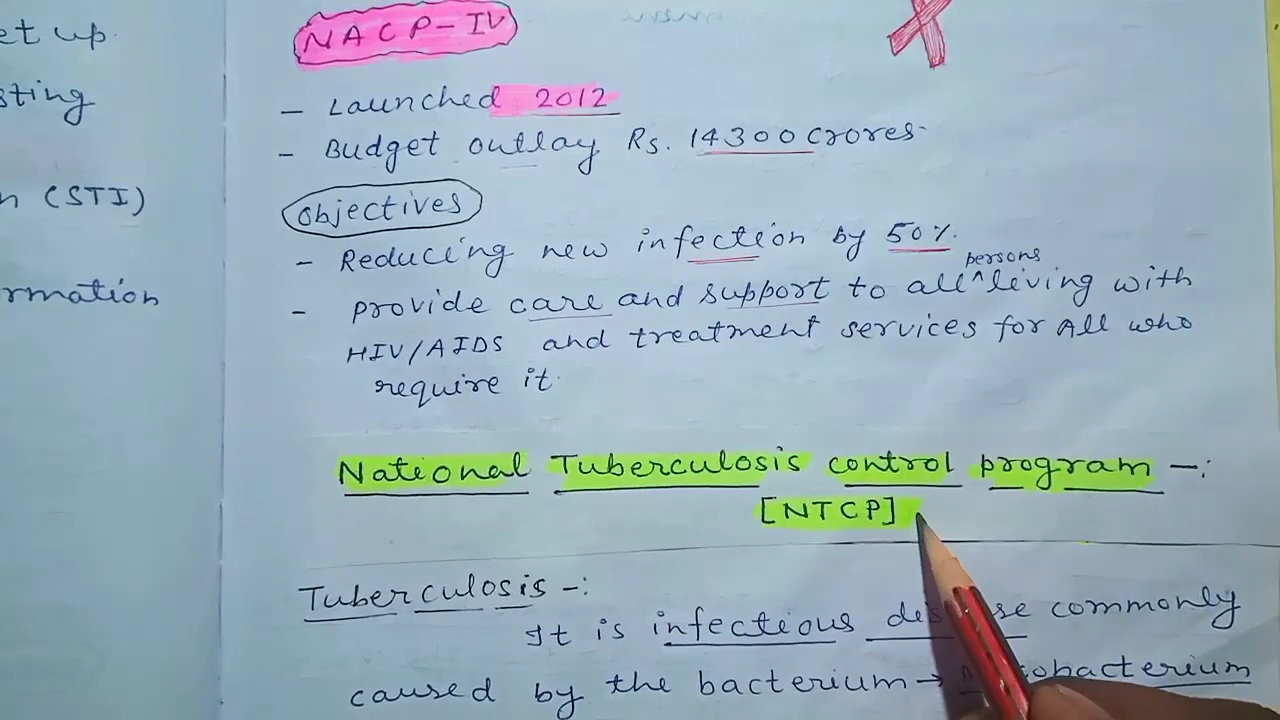 et up.
sting
n (STI)
rmation
NACP-IV
- Launched 2012
- Budget outlay Rs. 14300 crores.
Objectives
- Reducing new infection by 50%.
persons
- provide care and support to all ^ living with
HIV/AIDS and treatment services for All who
require it.
National Tuberculosis control program -:
[NTCP]
Tuberculosis -:
It is infectious commonly
caused by the bacterium →